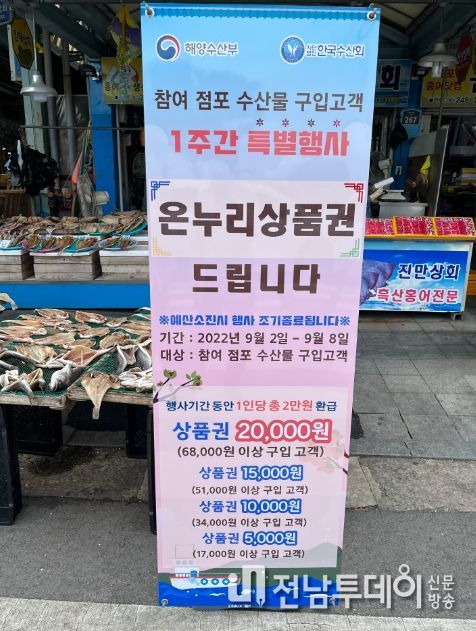 해양수산부
한국수산회
참여 점포 수산물 구입고객
1주간 특별행사
온누리상품권
드립니다
※예산소진시 행사 조기종료됩니다※
기간 : 2022년 9월 2일 – 9월 8일
대상 : 참여 점포 수산물 구입고객
행사기간 동안 1인당 총 2만원 환급
상품권 20,000원
(68,000원 이상 구입 고객)
상품권 15,000원
(51,000원 이상 구입 고객)
상품권 10,000원
(34,000원 이상 구입 고객)
상품권 5,000원
(17,000원 이상 구입 고객)
267
진만상회
흑산홍어전문
전남투데이 신문방송